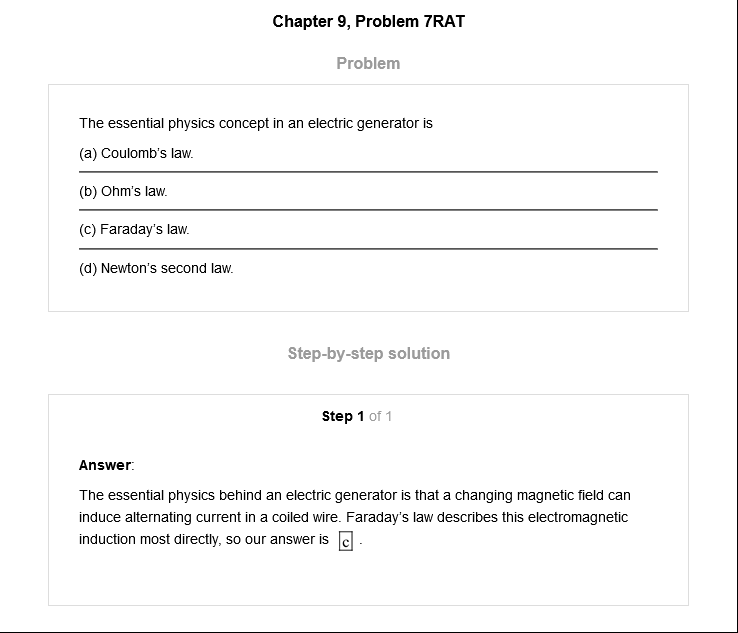 Chapter 9, Problem 7RAT
Problem
The essential physics concept in an electric generator is
(a) Coulomb’s law.
(b) Ohm’s law.
(c) Faraday’s law.
(d) Newton’s second law.
Step-by-step solution
Step 1 of 1
Answer:
The essential physics behind an electric generator is that a changing magnetic field can
induce alternating current in a coiled wire. Faraday’s law describes this electromagnetic
induction most directly, so our answer is c .